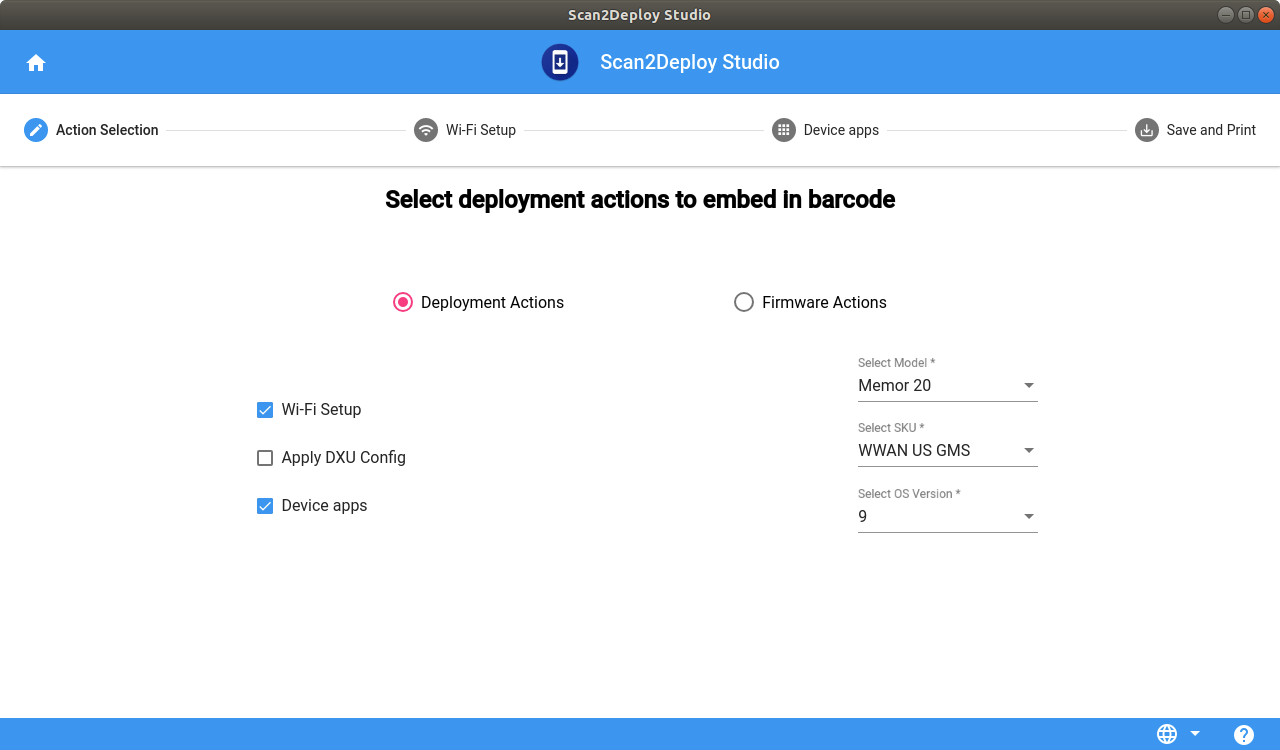 Scan2Deploy Studio
Scan2Deploy Studio
Action Selection
Wi-Fi Setup
Device apps
Save and Print
Select deployment actions to embed in barcode
Deployment Actions
Firmware Actions
Wi-Fi Setup
Apply DXU Config
Device apps
Select Model *
Memor 20
Select SKU *
WWAN US GMS
Select OS Version *
9